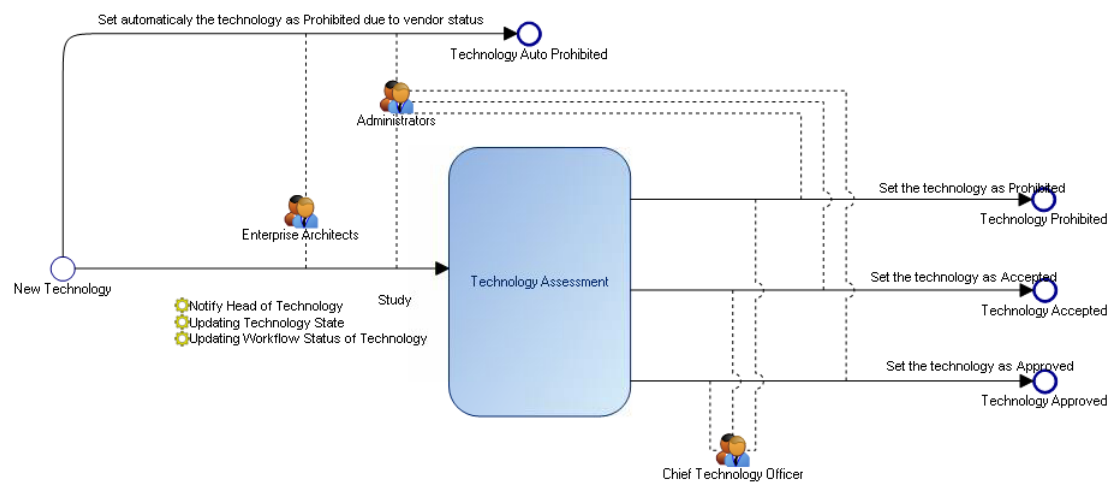 Set automaticaly the technology as Prohibited due to vendor status
Technology Auto Prohibited
Administrators
Set the technology as Prohibited
Technology Prohibited
Enterprise Architects
New Technology
Study
Technology Assessment
Set the technology as Accepted
Technology Accepted
Notify Head of Technology
Updating Technology State
Updating Workflow Status of Technology
Set the technology as Approved
Technology Approved
Chief Technology Officer